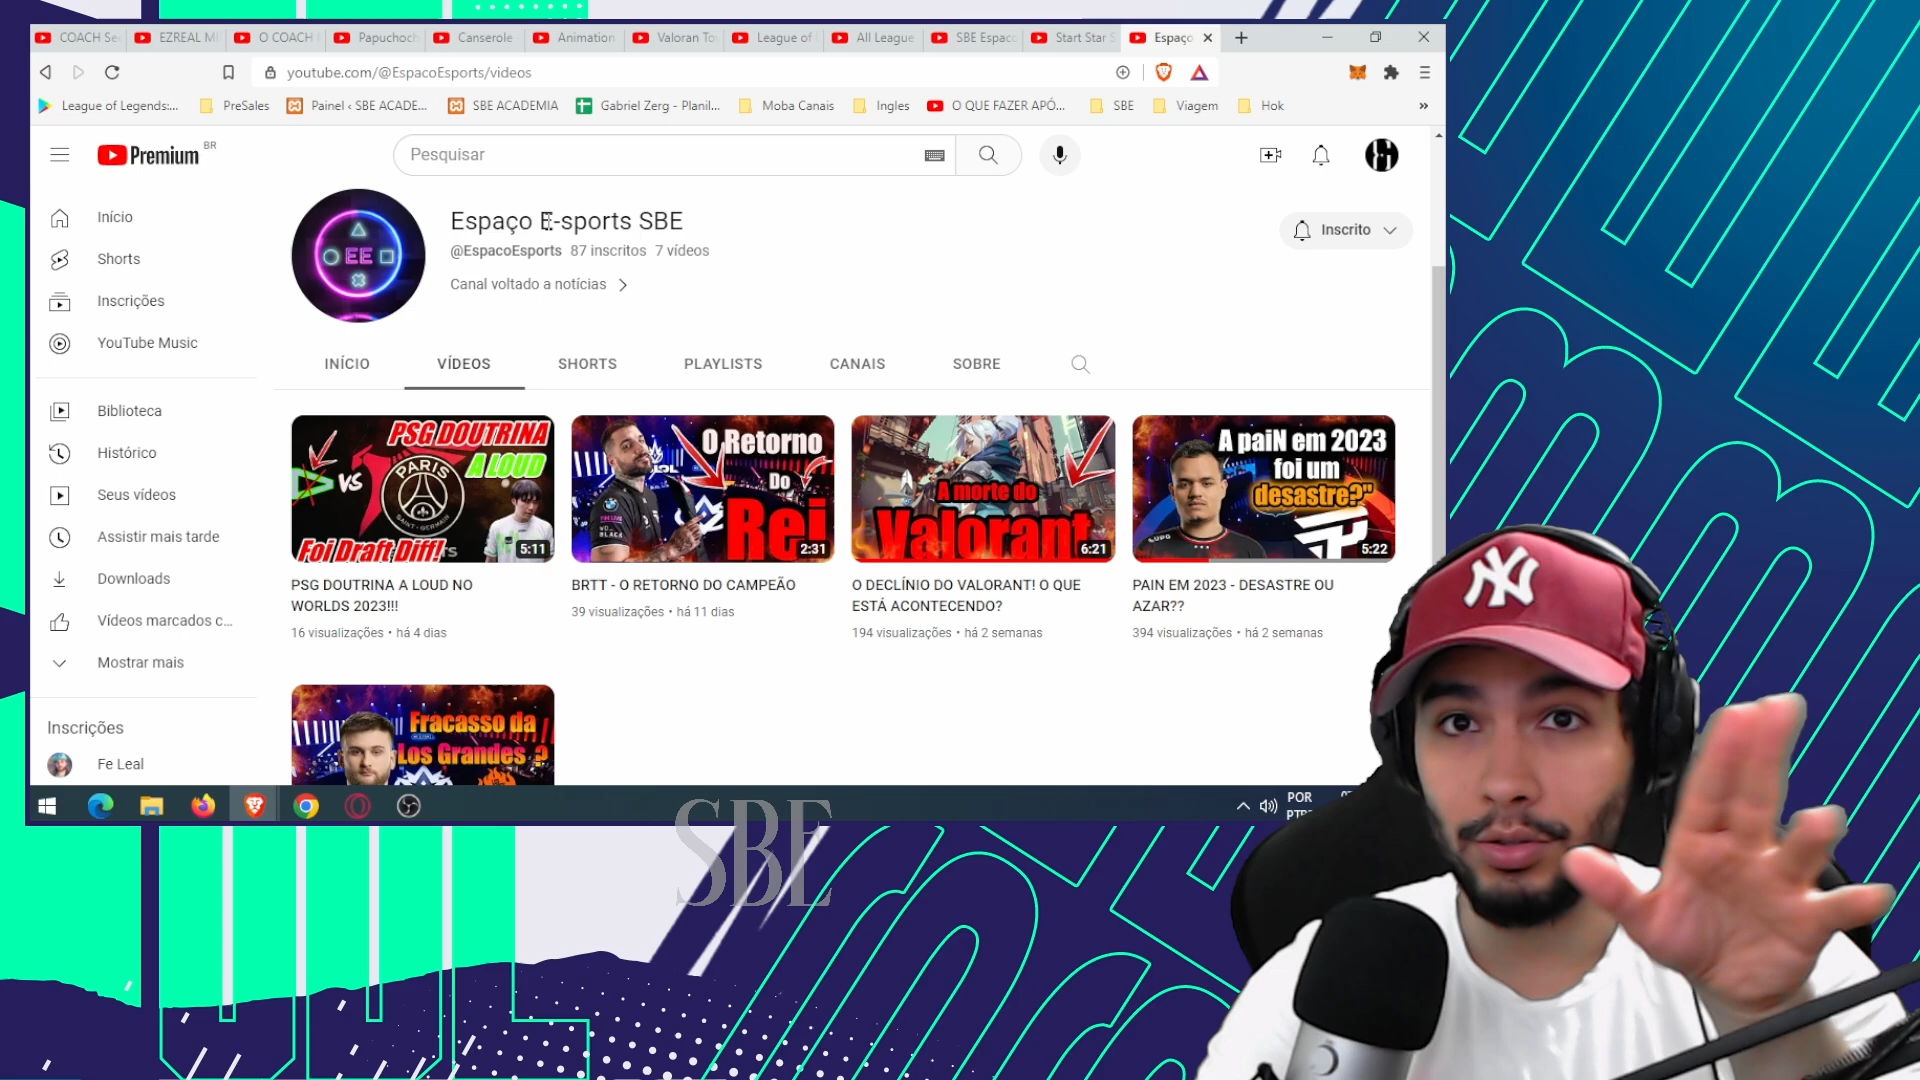 COACH Se
EZREAL MI
O COACH
Papuchoch
Canserole
Animation
Valoran To
League of
All League
SBE Espaço
Start Star S
Espaço
youtube.com/@EspacoEsports/videos
League of Legends:...
PreSales
Painel ‹ SBE ACADE...
SBE ACADEMIA
Gabriel Zerg - Planil...
Moba Canais
Ingles
O QUE FAZER APÓ...
SBE
Viagem
Hok
»
Premium BR
Pesquisar
Início
Shorts
Inscrições
YouTube Music
Biblioteca
Histórico
Seus vídeos
Assistir mais tarde
Downloads
Vídeos marcados c...
Mostrar mais
Inscrições
Fe Leal
EE
Espaço E-sports SBE
@EspacoEsports 87 inscritos 7 vídeos
Canal voltado a notícias
Inscrito
INÍCIO
VÍDEOS
SHORTS
PLAYLISTS
CANAIS
SOBRE
PSG DOUTRINA
A LOUD
VS
PARIS
SAINT-GERMAIN
Foi Draft Diff!
5:11
PSG DOUTRINA A LOUD NO
WORLDS 2023!!!
16 visualizações • há 4 dias
O Retorno
Do
Rei
2:31
BRTT - O RETORNO DO CAMPEÃO
39 visualizações • há 11 dias
A morte do
Valorant
6:21
O DECLÍNIO DO VALORANT! O QUE
ESTÁ ACONTECENDO?
194 visualizações • há 2 semanas
A paiN em 2023
foi um
desastre?"
5:22
PAIN EM 2023 - DESASTRE OU
AZAR??
394 visualizações • há 2 semanas
Fracasso da
Los Grandes ?
POR
SBE
NY